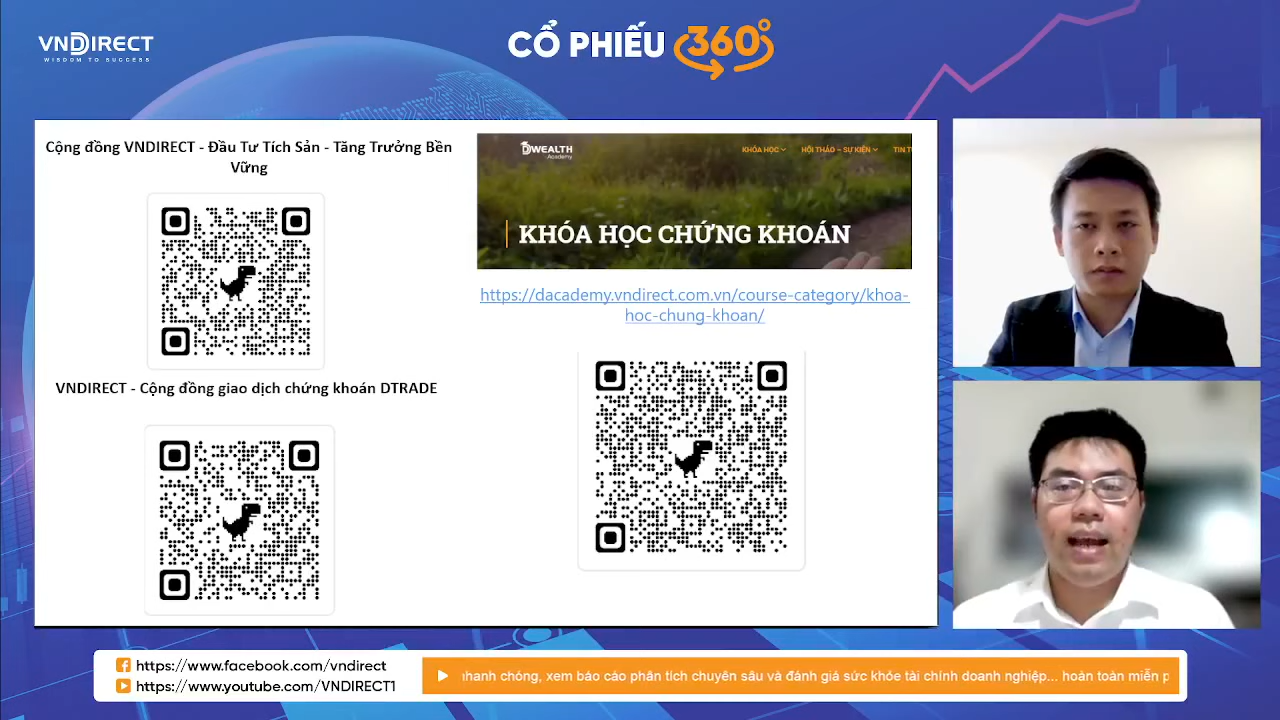 VNDIRECT
WISDOM TO SUCCESS
CỔ PHIẾU 360°
Cộng đồng VNDIRECT - Đầu Tư Tích Sản - Tăng Trưởng Bền
Vững
VNDIRECT - Cộng đồng giao dịch chứng khoán DTRADE
DWEALTH
Academy
KHÓA HỌC
HỘI THẢO – SỰ KIỆN
TIN T
KHÓA HỌC CHỨNG KHOÁN
https://dacademy.vndirect.com.vn/course-category/khoa-
hoc-chung-khoan/
https://www.facebook.com/vndirect
https://www.youtube.com/VNDIRECT1
nhanh chóng, xem báo cáo phân tích chuyên sâu và đánh giá sức khỏe tài chính doanh nghiệp... hoàn toàn miễn p